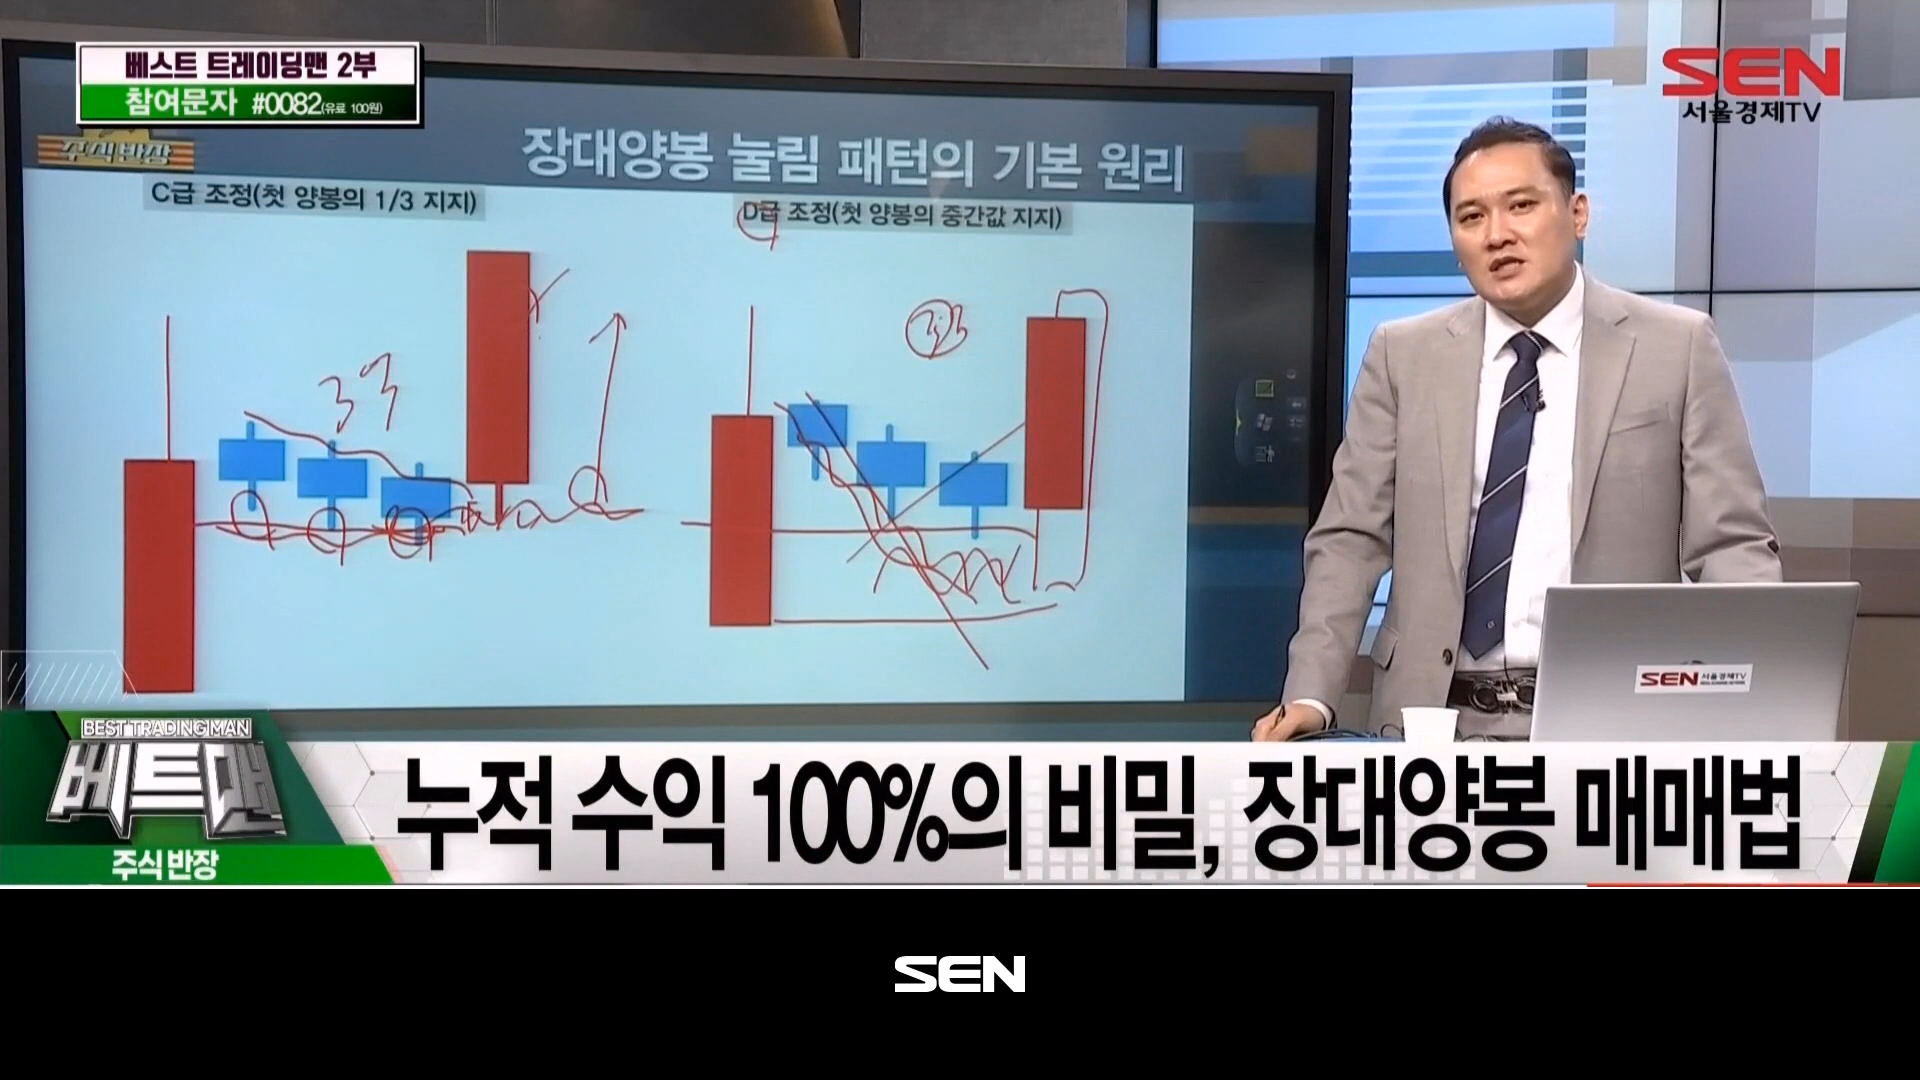 베스트 트레이딩맨 2부
참여문자 #0082(유료 100원)
SEN
서울경제TV
주식반장
장대양봉 눌림 패턴의 기본 원리
C급 조정(첫 양봉의 1/3 지지)
D급 조정(첫 양봉의 중간값 지지)
SEN 서울경제TV
BEST TRADING MAN
베트맨
주식반장
누적 수익 100%의 비밀, 장대양봉 매매법
SEN